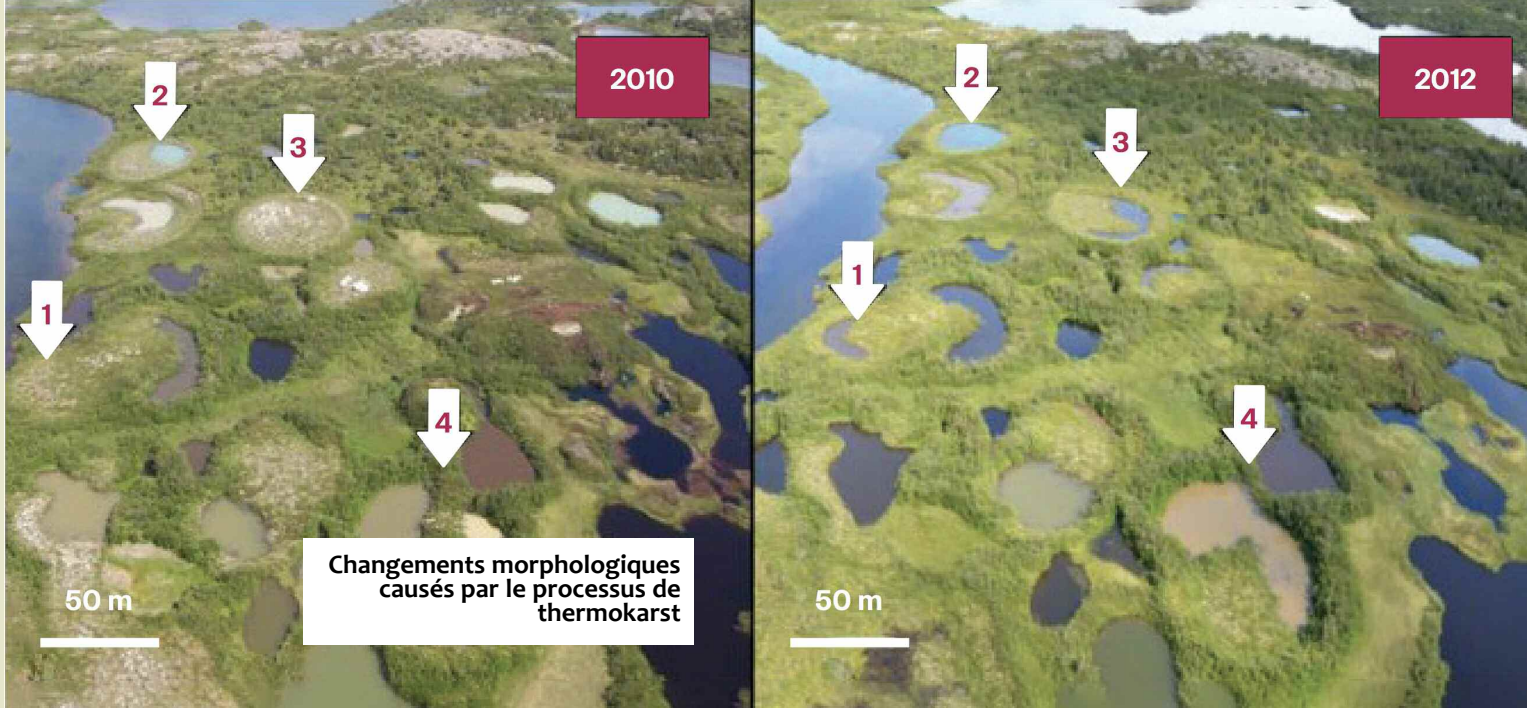 2010
2
3
1
4
50 m
Changements morphologiques
causés par le processus de
thermokarst
2012
2
3
1
4
50 m